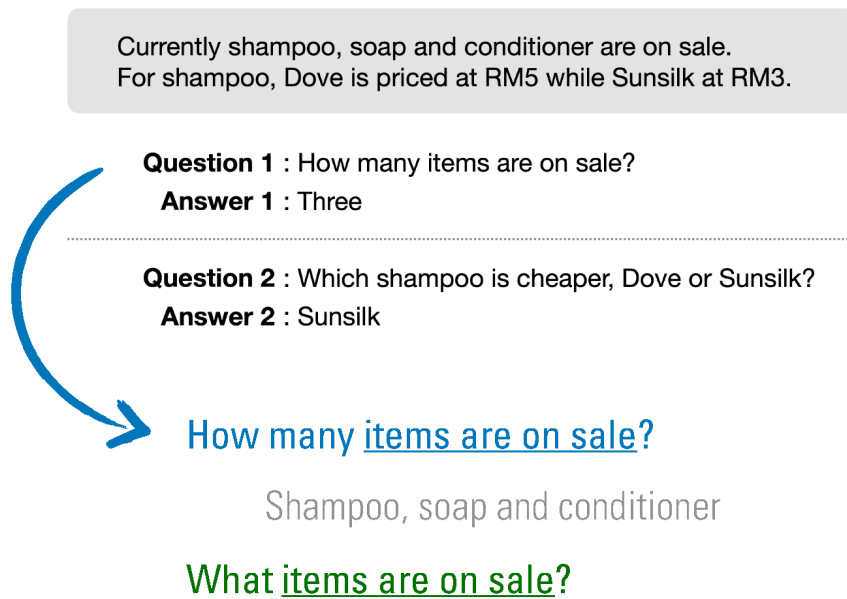 Currently shampoo, soap and conditioner are on sale.
For shampoo, Dove is priced at RM5 while Sunsilk at RM3.
Question 1 : How many items are on sale?
Answer 1 : Three
Question 2 : Which shampoo is cheaper, Dove or Sunsilk?
Answer 2 : Sunsilk
How many items are on sale?
Shampoo, soap and conditioner
What items are on sale?